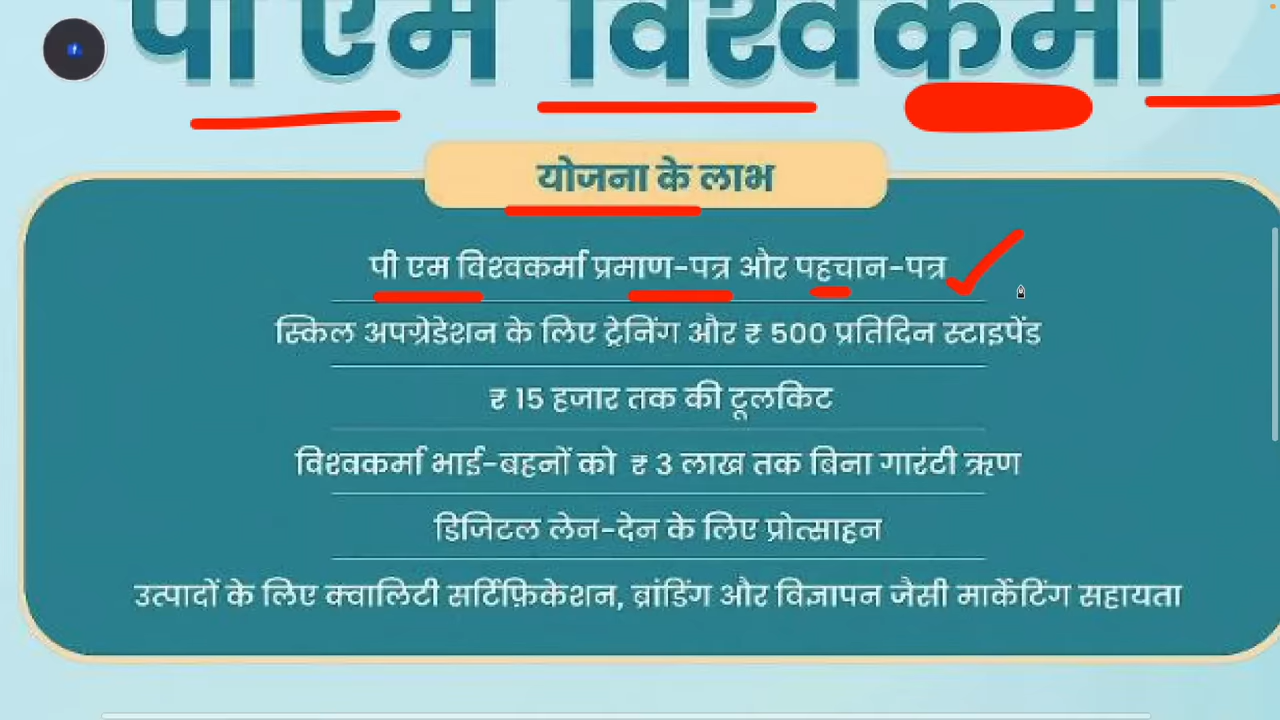 पी एम विश्वकर्मा
योजना के लाभ
पी एम विश्वकर्मा प्रमाण-पत्र और पहचान-पत्र
स्किल अपग्रेडेशन के लिए ट्रेनिंग और ₹ 500 प्रतिदिन स्टाइपेंड
₹ 15 हजार तक की टूलकिट
विश्वकर्मा भाई-बहनों को ₹ 3 लाख तक बिना गारंटी ऋण
डिजिटल लेन-देन के लिए प्रोत्साहन
उत्पादों के लिए क्वालिटी सर्टिफ़िकेशन, ब्रांडिंग और विज्ञापन जैसी मार्केटिंग सहायता